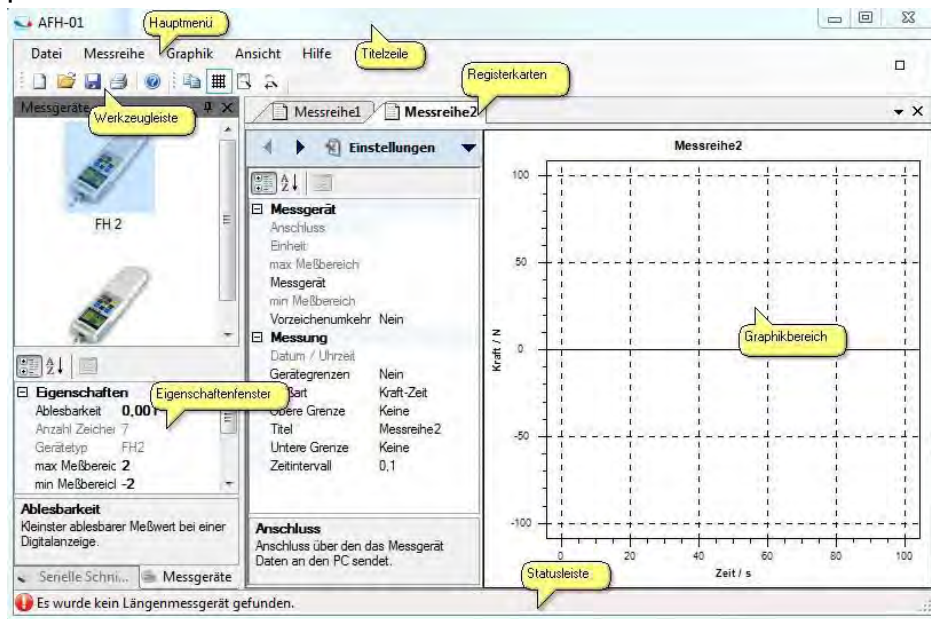 AFH-01
Hauptmenü
Titelzeile
Datei Messreihe Graphik Ansicht Hilfe
Registerkarten
Messgeräte
Werkzeugleiste
Messreihe1 Messreihe2
Einstellungen
FH 2
Messgerät
Anschluss
Einheit
max Meßbereich
Messgerät
min Meßbereich
Vorzeichenumkehr Nein
Messung
Datum / Uhrzeit
Gerätegrenzen Nein
Kraft-Zeit
Obere Grenze Keine
Titel Messreihe2
Untere Grenze Keine
Zeitintervall 0,1
Anschluss
Anschluss über den das Messgerät
Daten an den PC sendet.
Eigenschaften
Eigenschaftenfenster
Ablesbarkeit 0,001
Anzahl Zeicher 7
Gerätetyp FH2
max Meßbereic 2
min Meßbereicl -2
Ablesbarkeit
Kleinster ablesbarer Meßwert bei einer
Digitalanzeige.
Serielle Schni... Messgeräte
Messreihe2
100
50
0
-50
-100
Kraft / N
Graphikbereich
0 20 40 60 80 100
Zeit / s
Statusleiste
Es wurde kein Längenmessgerät gefunden.